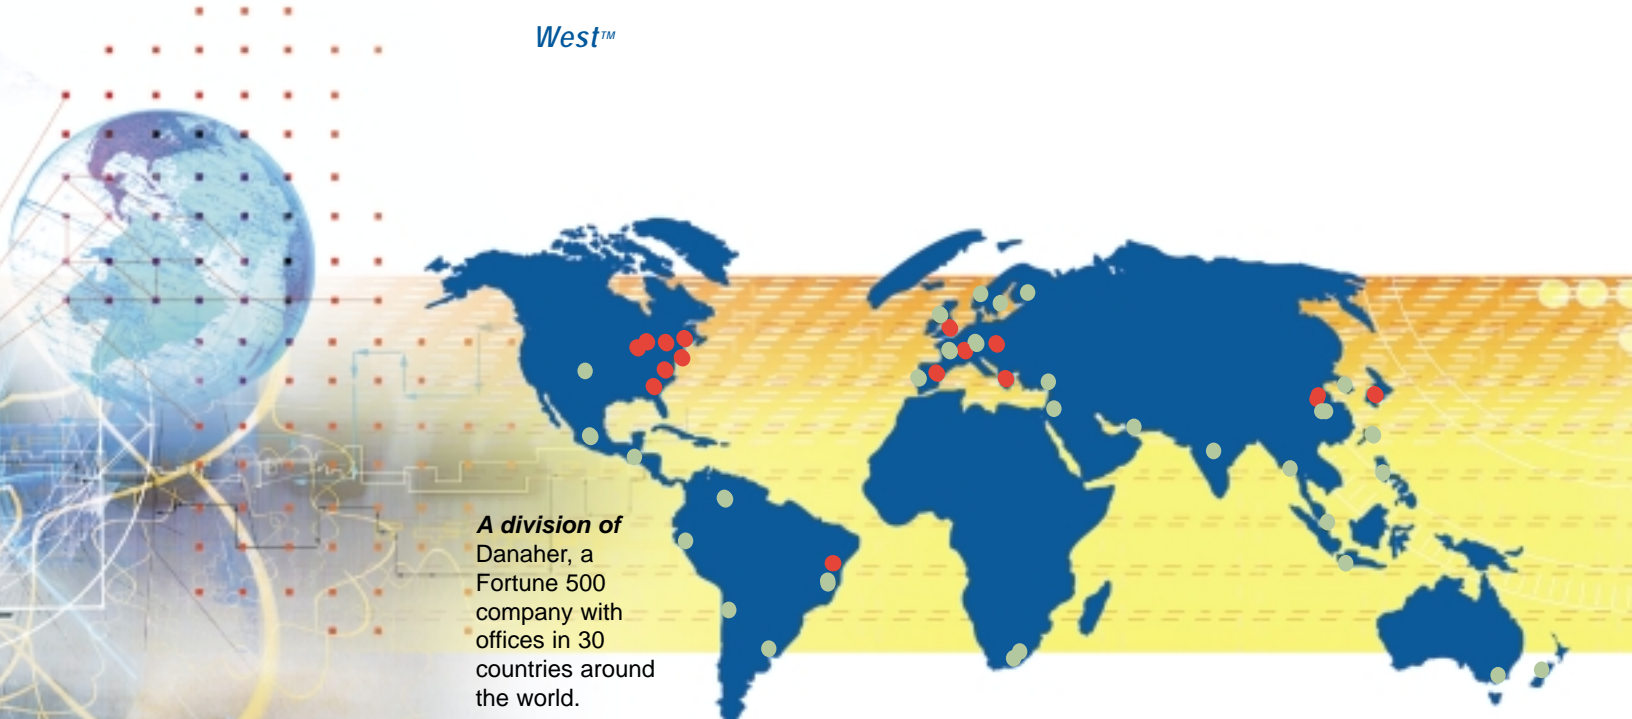 West™
A division of
Danaher, a
Fortune 500
company with
offices in 30
countries around
the world.